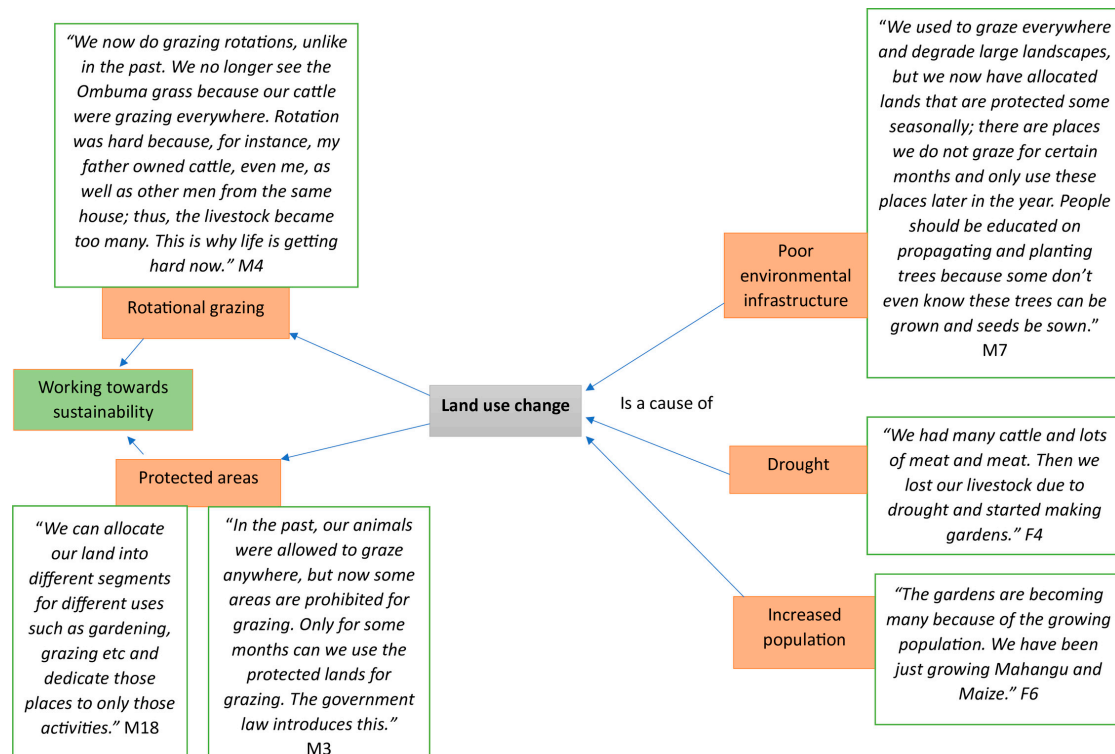 “We now do grazing rotations, unlike
in the past. We no longer see the
Ombuma grass because our cattle
were grazing everywhere. Rotation
was hard because, for instance, my
father owned cattle, even me, as
well as other men from the same
house; thus, the livestock became
too many. This is why life is getting
hard now.” M4
Rotational grazing
Working towards
sustainability
Protected areas
“We can allocate
our land into
different segments
for different uses
such as gardening,
grazing etc and
dedicate those
places to only those
activities.” M18
“In the past, our animals
were allowed to graze
anywhere, but now some
areas are prohibited for
grazing. Only for some
months can we use the
protected lands for
grazing. The government
law introduces this.”
M3
Land use change
Is a cause of
Poor
environmental
infrastructure
“We used to graze everywhere
and degrade large landscapes,
but we now have allocated
lands that are protected some
seasonally; there are places
we do not graze for certain
months and only use these
places later in the year. People
should be educated on
propagating and planting
trees because some don’t
even know these trees can be
grown and seeds be sown.”
M7
Drought
“We had many cattle and lots
of meat and meat. Then we
lost our livestock due to
drought and started making
gardens.” F4
Increased
population
“The gardens are becoming
many because of the growing
population. We have been
just growing Mahangu and
Maize.” F6